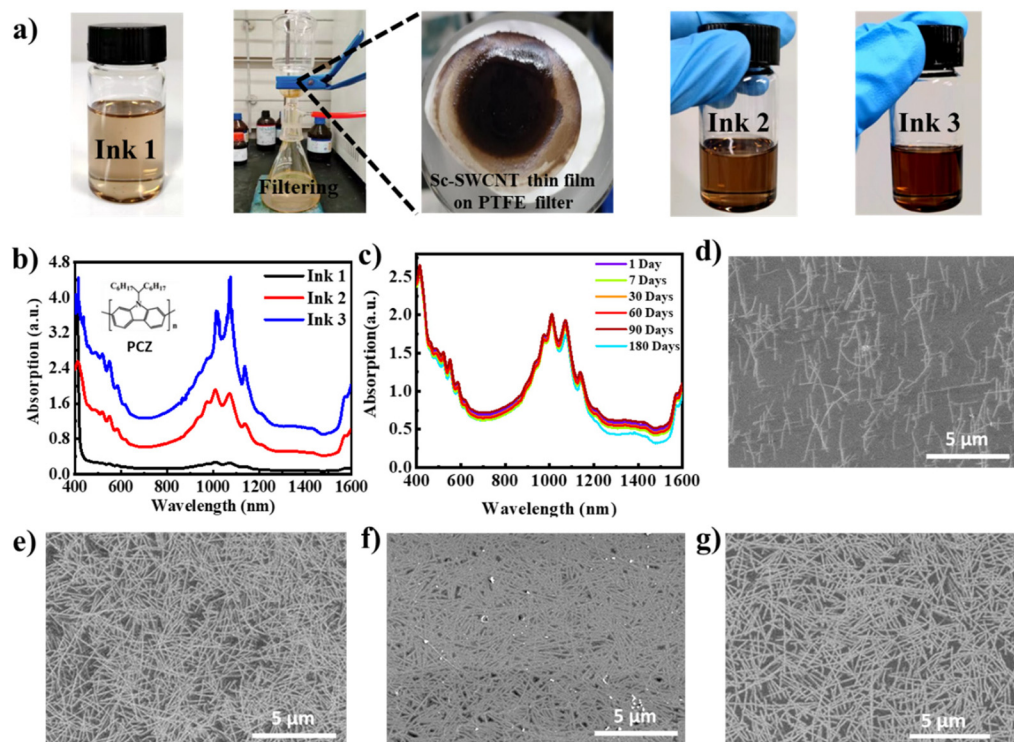 a)
Ink 1
Filtering
Sc-SWCNT thin film
on PTFE filter
Ink 2
Ink 3
b)
Absorption (a.u.)
4.8
4.0
3.2
2.4
1.6
0.8
0.0
400 600 800 1000 1200 1400 1600
Wavelength (nm)
C6H17 C6H17
N
n
PCZ
Ink 1
Ink 2
Ink 3
c)
Absorption(a.u.)
2.5
2.0
1.5
1.0
0.5
0.0
400 600 800 1000 1200 1400 1600
Wavelength (nm)
1 Day
7 Days
30 Days
60 Days
90 Days
180 Days
d)
5 μm
e)
5 μm
f)
5 μm
g)
5 μm